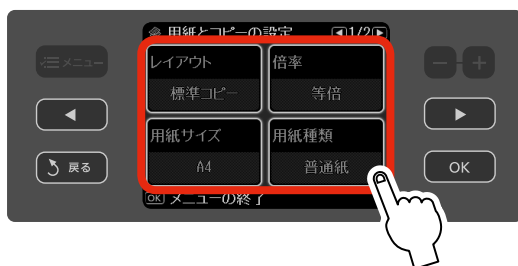 用紙とコピーの設定 ◀1/2▶
メニュー
レイアウト 倍率
標準コピー 等倍
用紙サイズ 用紙種類
A4 普通紙
戻る OK
OK メニューの終了